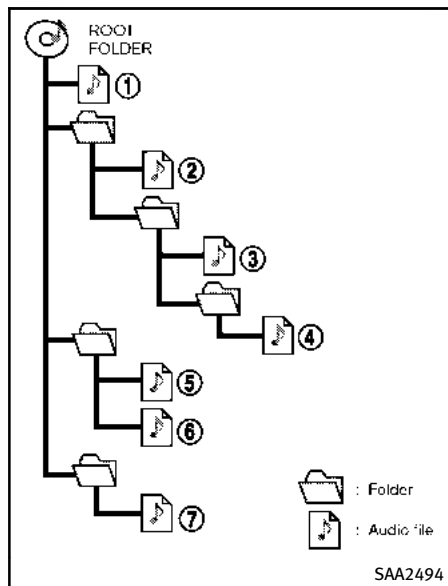 ROOT
FOLDER
1
2
3
4
5
6
7
: Folder
: Audio file
SAA2494